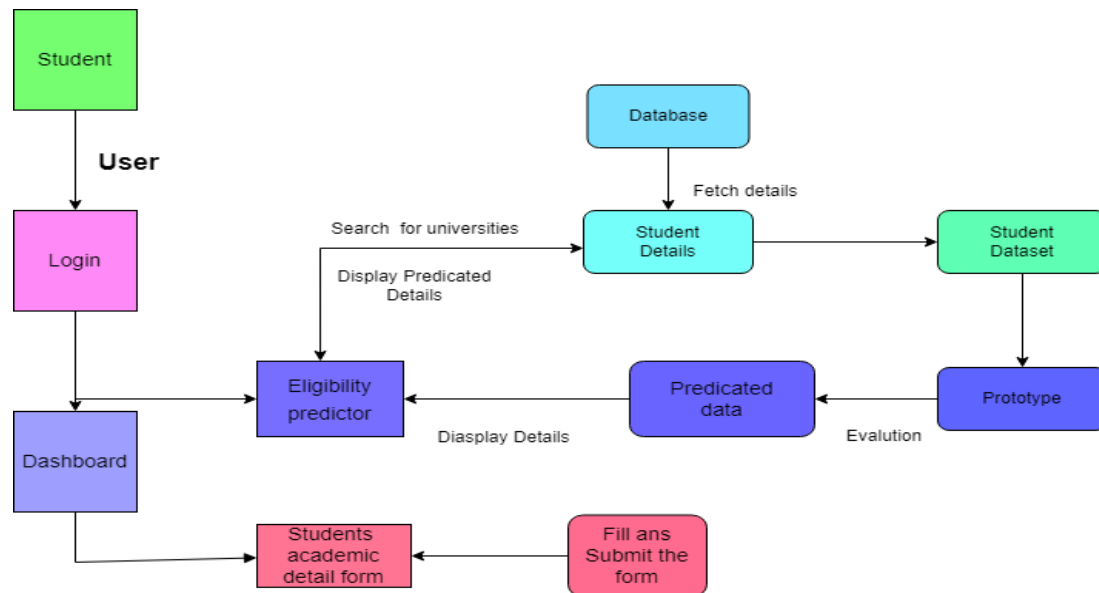 Student
User
Database
Fetch details
Search  for universities
Student
Details
Student
Dataset
Login
Display Predicated
Details
Eligibility
predictor
Predicated
data
Prototype
Diasplay Details
Evalution
Dashboard
Students
academic
detail form
Fill ans
Submit the
form